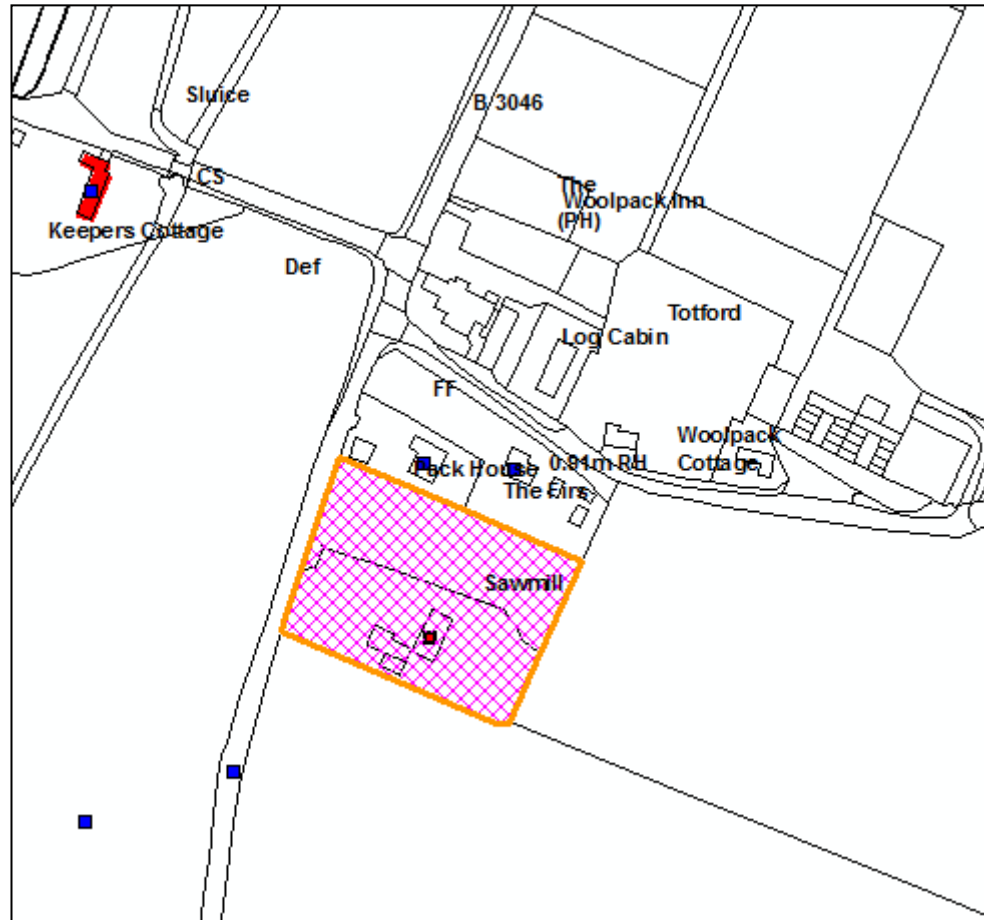 Sluice
B 3046
CS
The
Woolpack Inn
(PH)
Keepers Cottage
Def
Totford
Log Cabin
FF
Woolpack
Cottage
Pack House
0.91m RH
The Firs
Sawmill